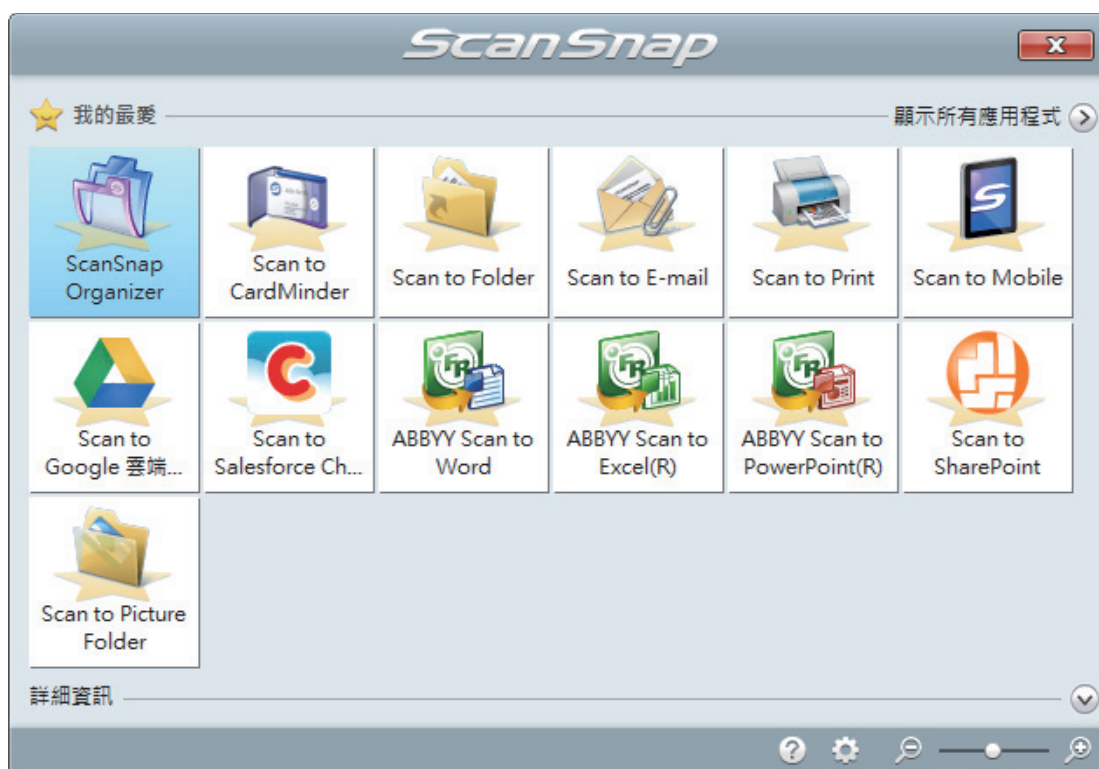 ScanSnap
我的最愛
顯示所有應用程式
ScanSnap
Organizer
Scan to
CardMinder
Scan to Folder
Scan to E-mail
Scan to Print
Scan to Mobile
Scan to
Google 雲端...
Scan to
Salesforce Ch...
ABBYY Scan to
Word
ABBYY Scan to
Excel(R)
ABBYY Scan to
PowerPoint(R)
Scan to
SharePoint
Scan to Picture
Folder
詳細資訊